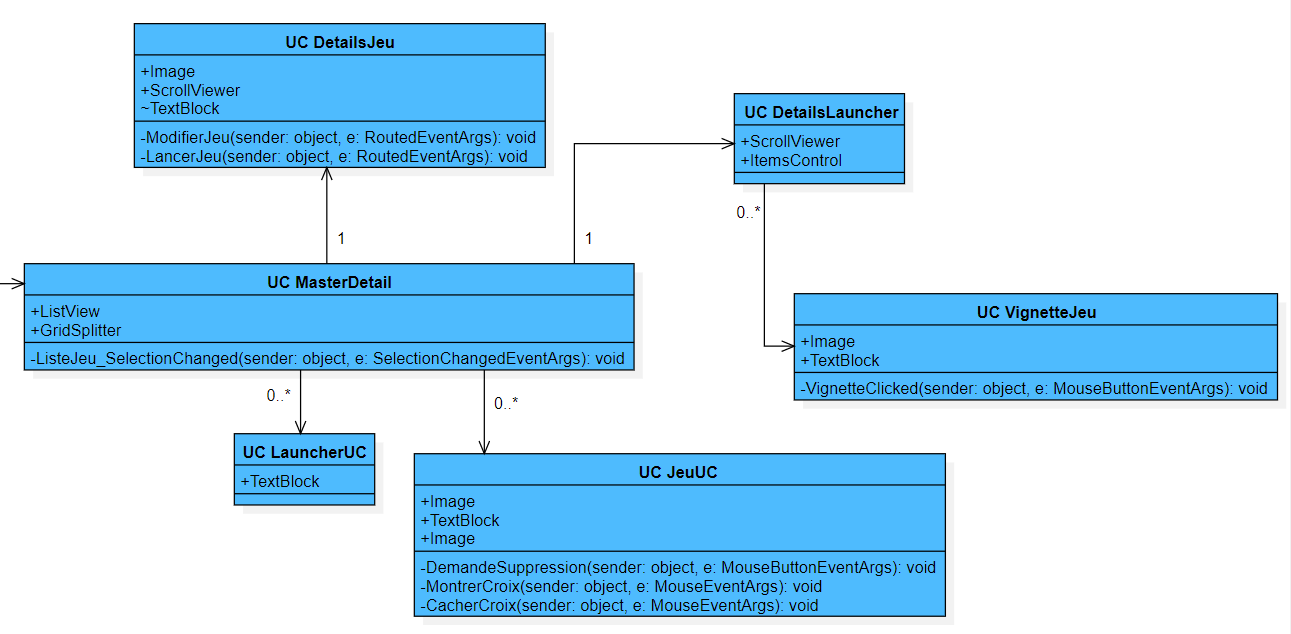 UC DetailsJeu
+Image
+ScrollViewer
~TextBlock
-ModifierJeu(sender: object, e: RoutedEventArgs): void
-LancerJeu(sender: object, e: RoutedEventArgs): void
UC DetailsLauncher
+ScrollViewer
+ItemsControl
0..*
1
1
UC MasterDetail
+ListView
+GridSplitter
-ListeJeu_SelectionChanged(sender: object, e: SelectionChangedEventArgs): void
UC VignetteJeu
+Image
+TextBlock
-VignetteClicked(sender: object, e: MouseButtonEventArgs): void
0..*
0..*
UC LauncherUC
+TextBlock
UC JeuUC
+Image
+TextBlock
+Image
-DemandeSuppression(sender: object, e: MouseButtonEventArgs): void
-MontrerCroix(sender: object, e: MouseEventArgs): void
-CacherCroix(sender: object, e: MouseEventArgs): void